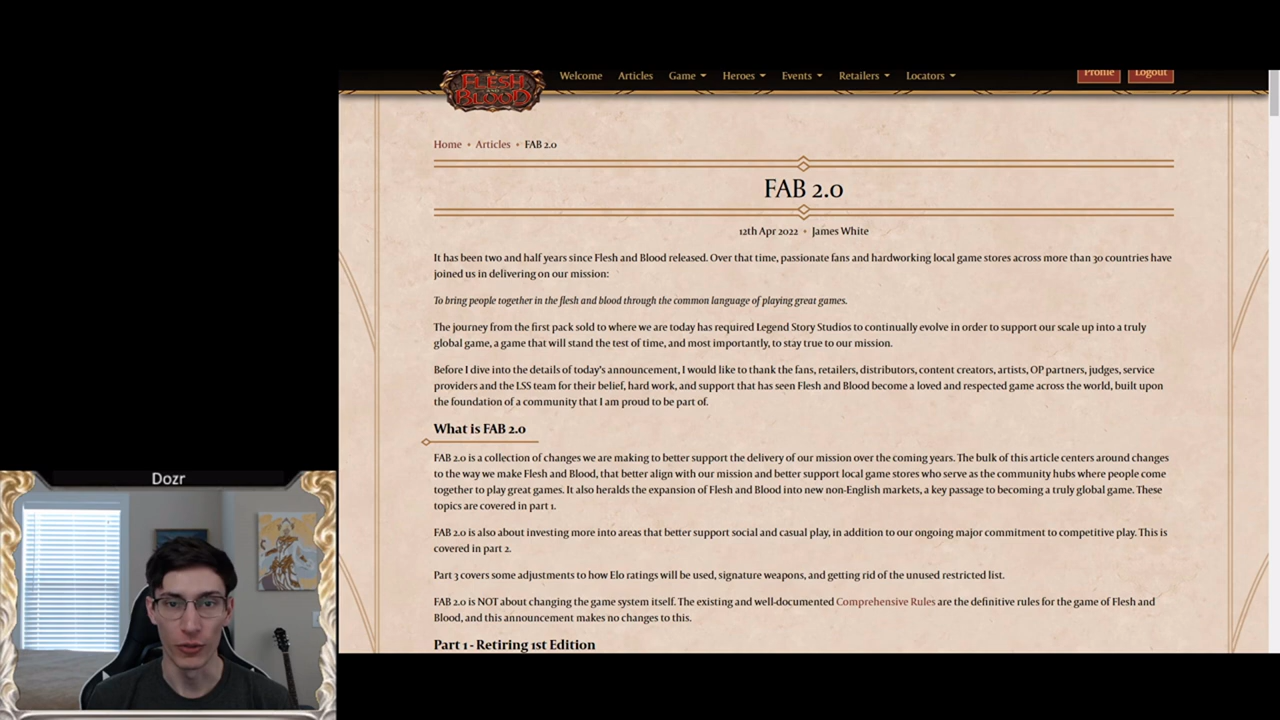 FLESH
AND
BLOOD
Welcome
Articles
Game
Heroes
Events
Retailers
Locators
Profile
Logout
Home • Articles • FAB 2.0
FAB 2.0
12th Apr 2022 • James White
It has been two and half years since Flesh and Blood released. Over that time, passionate fans and hardworking local game stores across more than 30 countries have
joined us in delivering on our mission:
To bring people together in the flesh and blood through the common language of playing great games.
The journey from the first pack sold to where we are today has required Legend Story Studios to continually evolve in order to support our scale up into a truly
global game, a game that will stand the test of time, and most importantly, to stay true to our mission.
Before I dive into the details of today's announcement, I would like to thank the fans, retailers, distributors, content creators, artists, OP partners, judges, service
providers and the LSS team for their belief, hard work, and support that has seen Flesh and Blood become a loved and respected game across the world, built upon
the foundation of a community that I am proud to be part of.
What is FAB 2.0
FAB 2.0 is a collection of changes we are making to better support the delivery of our mission over the coming years. The bulk of this article centers around changes
to the way we make Flesh and Blood, that better align with our mission and better support local game stores who serve as the community hubs where people come
together to play great games. It also heralds the expansion of Flesh and Blood into new non-English markets, a key passage to becoming a truly global game. These
topics are covered in part 1.
FAB 2.0 is also about investing more into areas that better support social and casual play, in addition to our ongoing major commitment to competitive play. This is
covered in part 2.
Part 3 covers some adjustments to how Elo ratings will be used, signature weapons, and getting rid of the unused restricted list.
FAB 2.0 is NOT about changing the game system itself. The existing and well-documented Comprehensive Rules are the definitive rules for the game of Flesh and
Blood, and this announcement makes no changes to this.
Part 1 - Retiring 1st Edition
Dozr